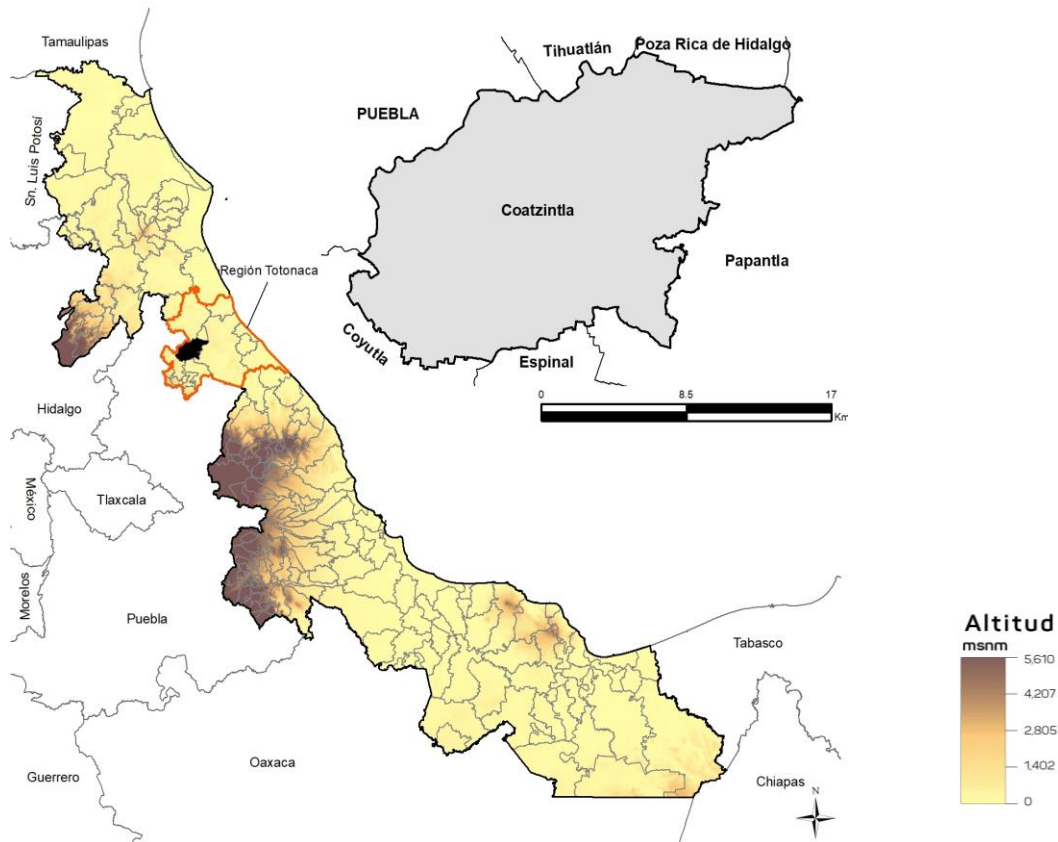 Tamaulipas
Sn. Luis Potosí
Región Totonaca
Hidalgo
México
Tlaxcala
Morelos
Puebla
Guerrero
Oaxaca
Tabasco
Chiapas
N
Tihuatlán
Poza Rica de Hidalgo
PUEBLA
Coatzintla
Papantla
Coyutla
Espinal
0 8.5 17
Km
Altitud
msnm
5,610
4,207
2,805
1402
0